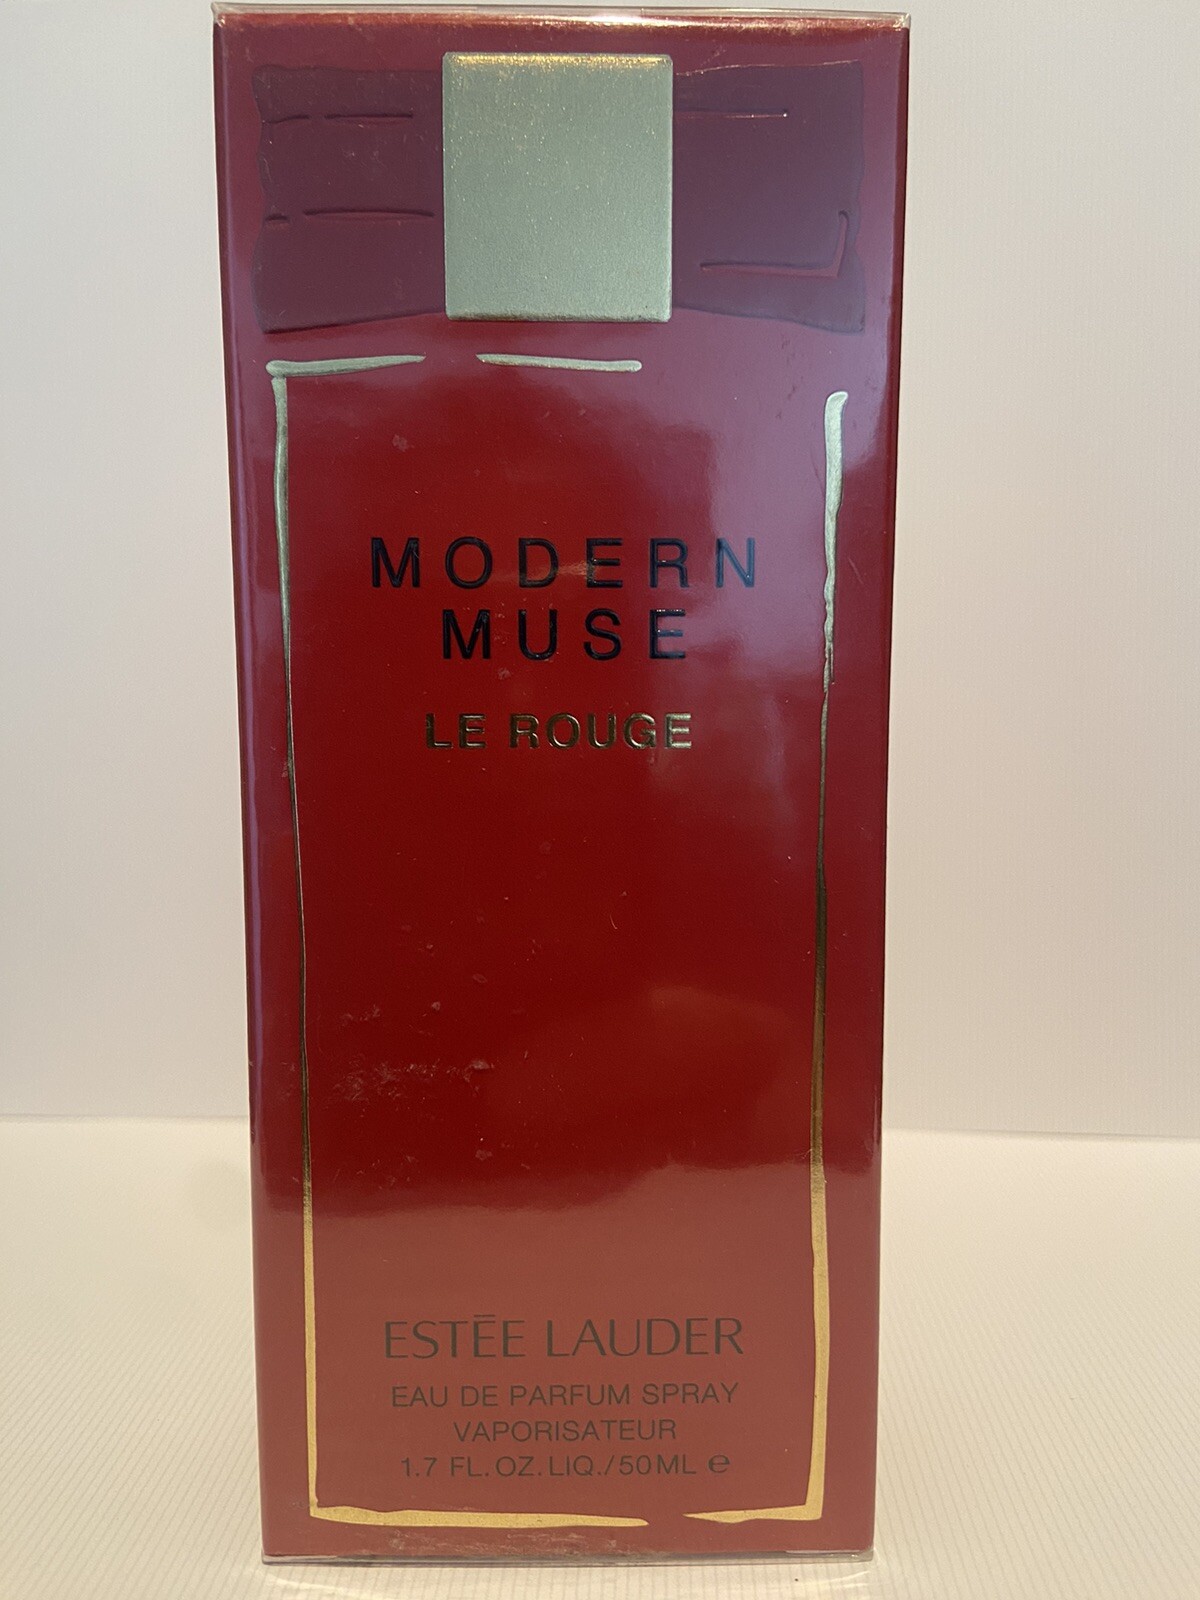 MODERN
MUSE
LE ROUGE
ESTĒE LAUDER
EAU DE PARFUM SPRAY
VAPORISATEUR
1.7 FL.OZ.LIQ./50ML ℮